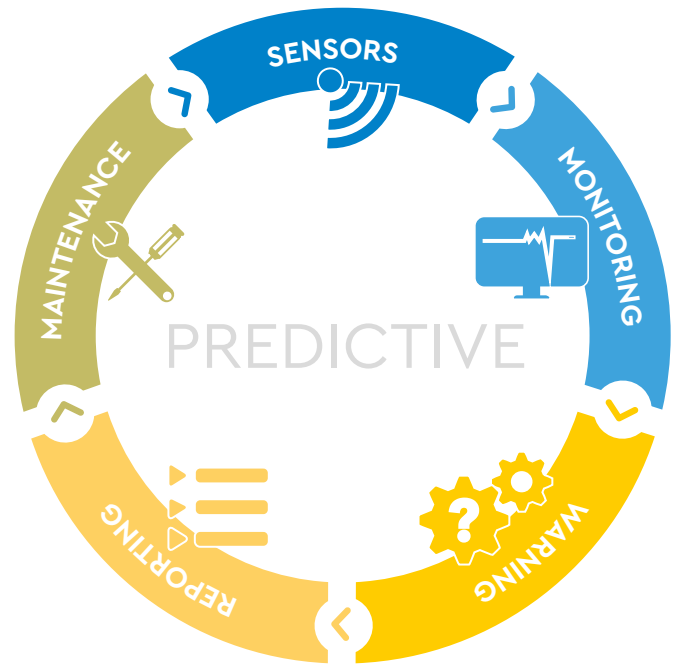 SENSORS
MONITORING
WARNING
REPORTING
MAINTENANCE
PREDICTIVE
?